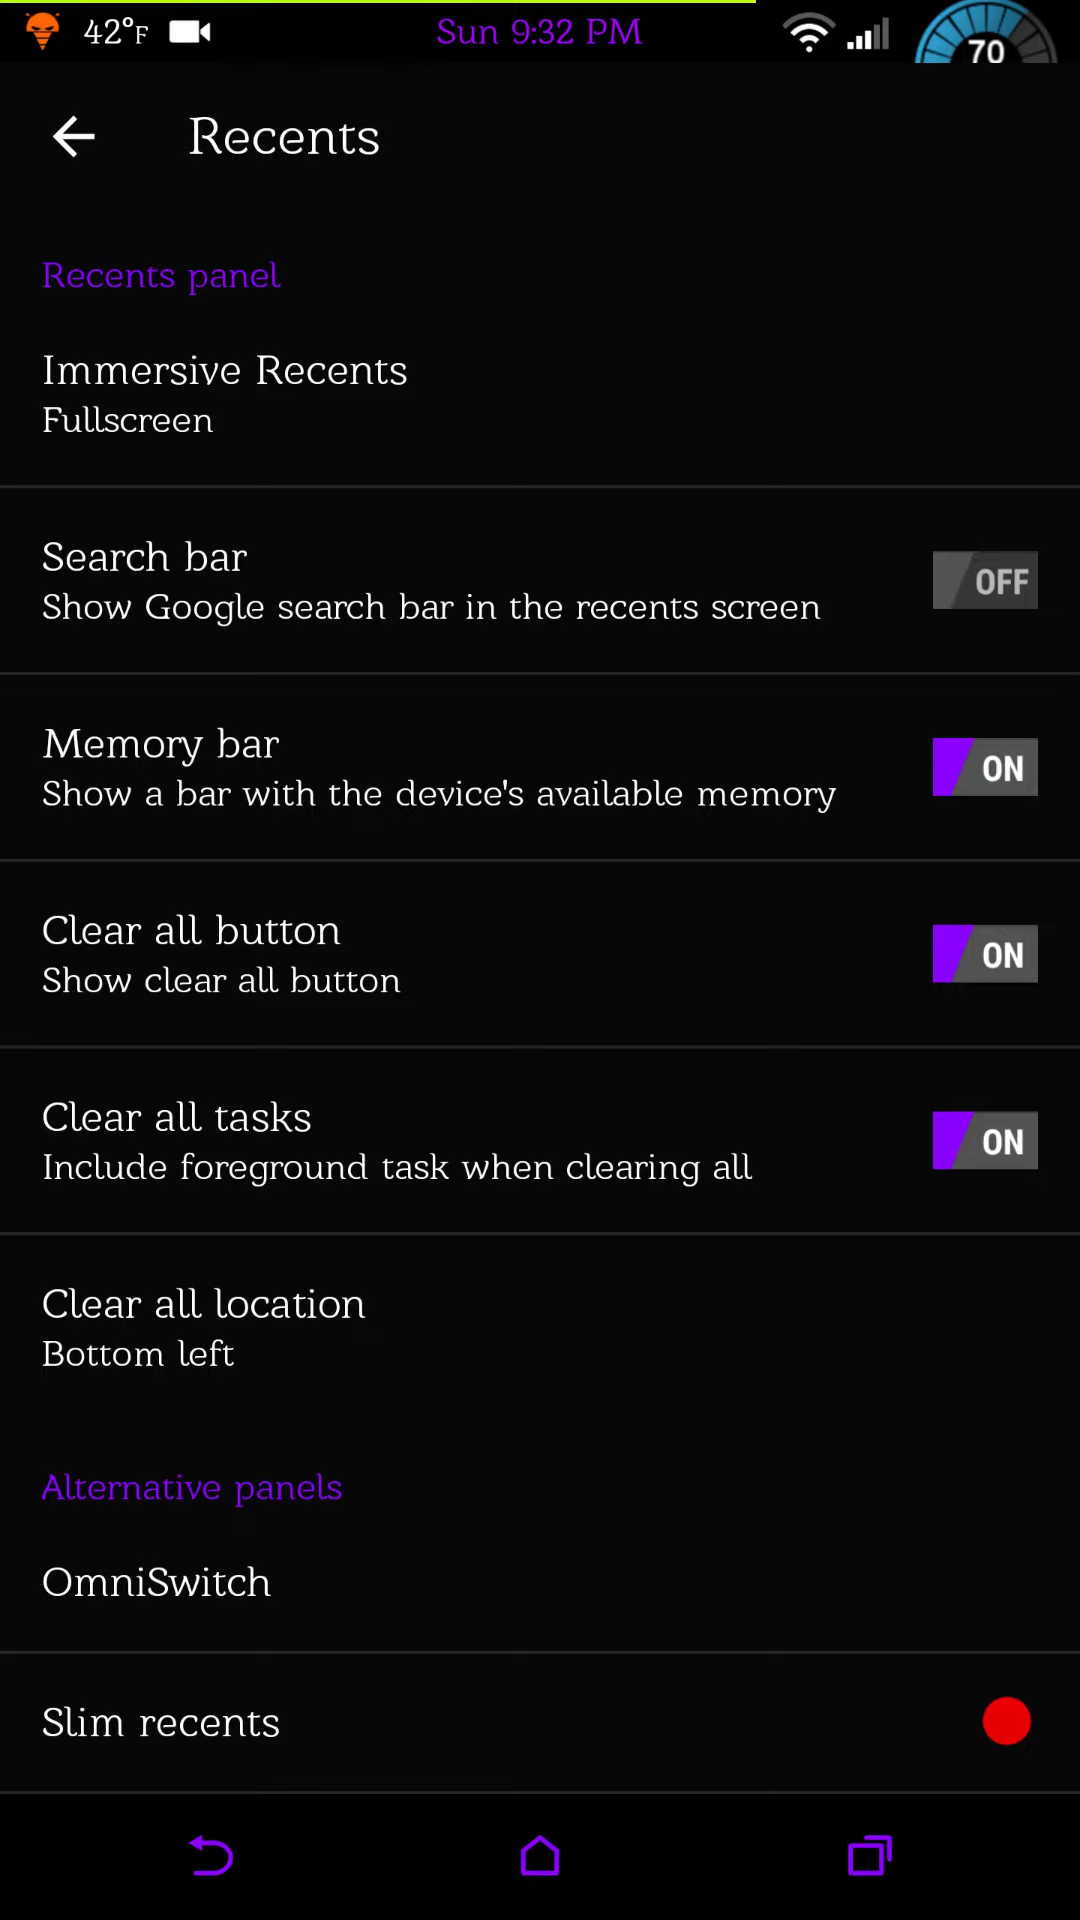 42°F
Sun 9:32 PM
70
Recents
Recents panel
Immersive Recents
Fullscreen
Search bar
Show Google search bar in the recents screen
OFF
Memory bar
Show a bar with the device's available memory
ON
Clear all button
Show clear all button
ON
Clear all tasks
Include foreground task when clearing all
ON
Clear all location
Bottom left
Alternative panels
OmniSwitch
Slim recents